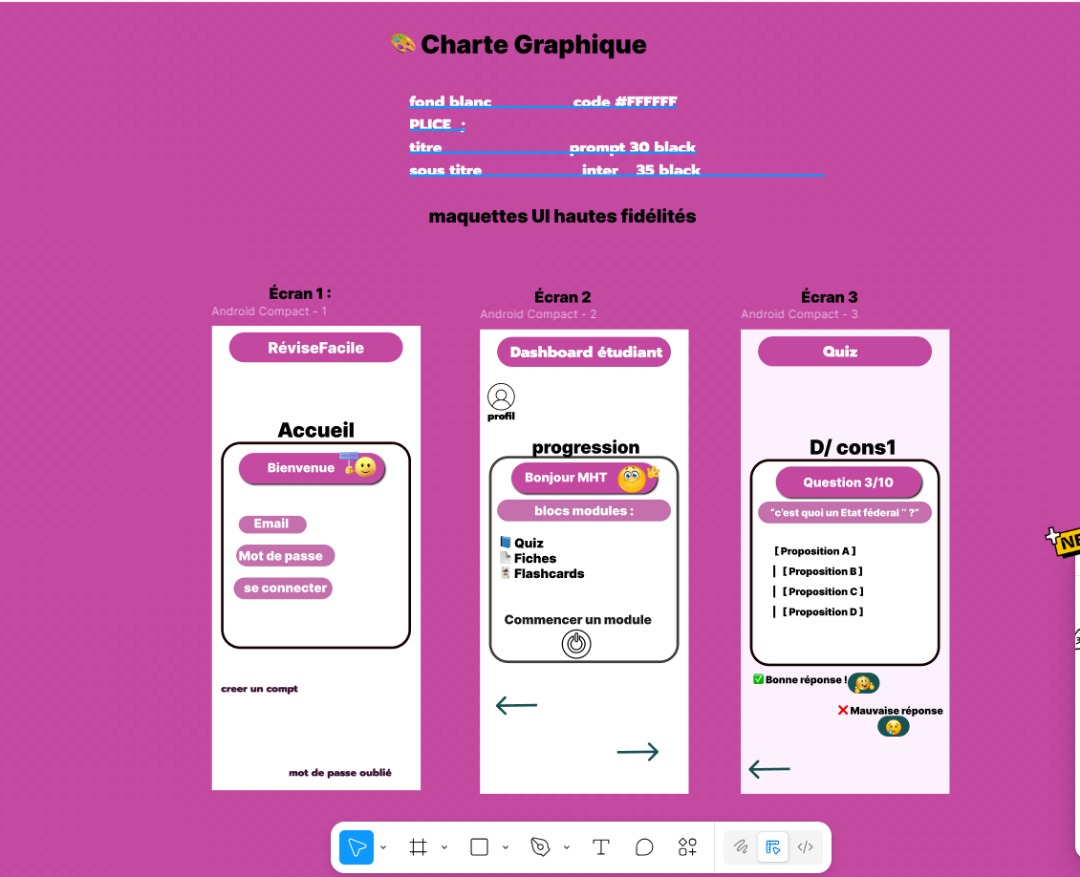 Charte Graphique
fond blanc code #FFFFFF
PLICE :
titre prompt 30 black
sous titre inter 35 black
maquettes UI hautes fidélités
Écran 1 :
Android Compact - 1
RéviseFacile
Accueil
Bienvenue
Email
Mot de passe
se connecter
creer un compt
mot de passe oublié
Écran 2
Android Compact - 2
Dashboard étudiant
profil
progression
Bonjour MHT
blocs modules :
Quiz
Fiches
Flashcards
Commencer un module
Écran 3
Android Compact - 3
Quiz
D/ cons1
Question 3/10
"c'est quoi un Etat féderal " ?"
[ Proposition A ]
| [ Proposition B ]
| [ Proposition C ]
| [ Proposition D ]
Bonne réponse !
Mauvaise réponse